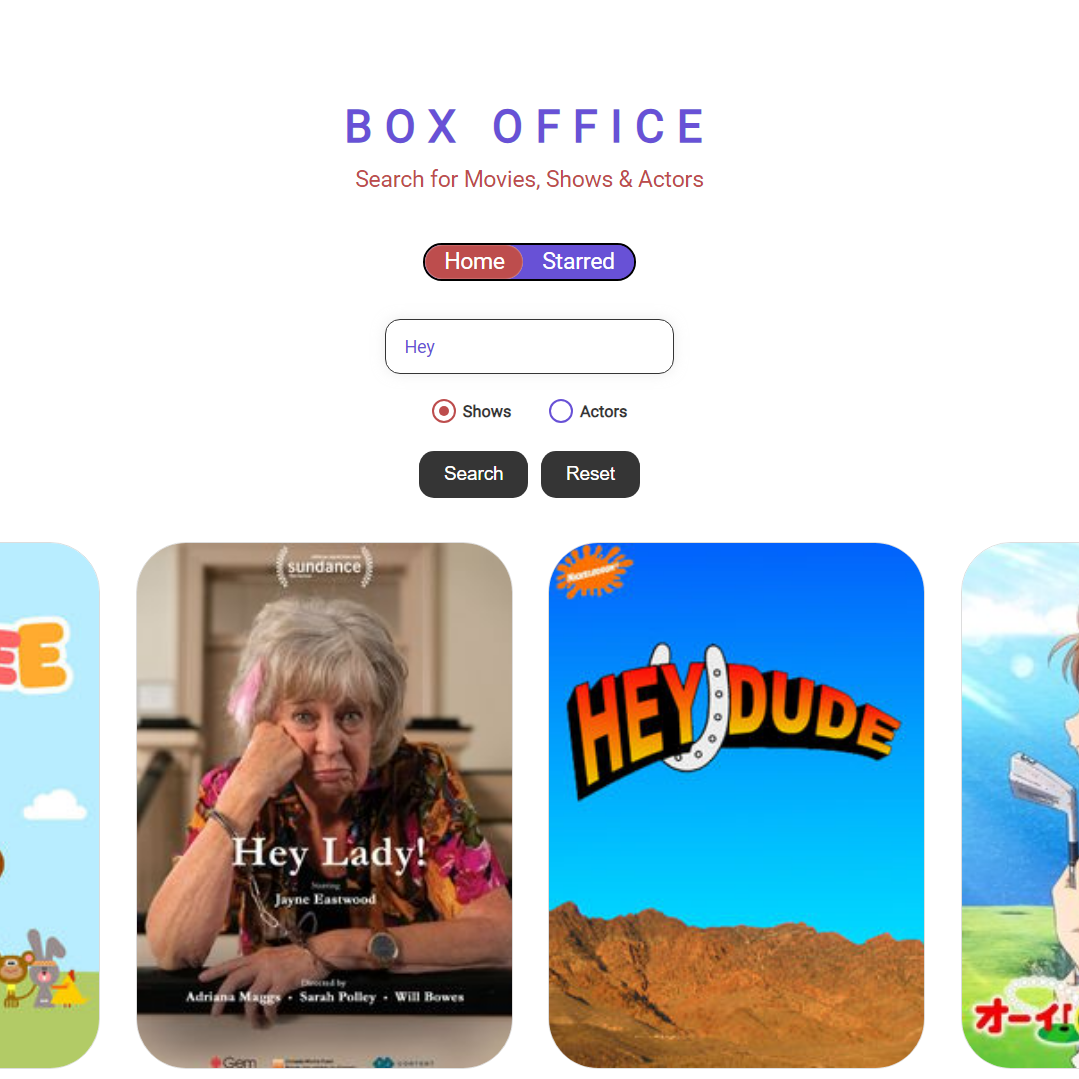 BOX OFFICE
Search for Movies, Shows & Actors
Home Starred
Hey
Shows Actors
Search Reset
EE
sundance
Hey Lady!
Starring
Jayne Eastwood
Directed by
Adriana Maggs • Sarah Polley • Will Bowes
Gem
NICKELODEON
HEY DUDE
オーイ!